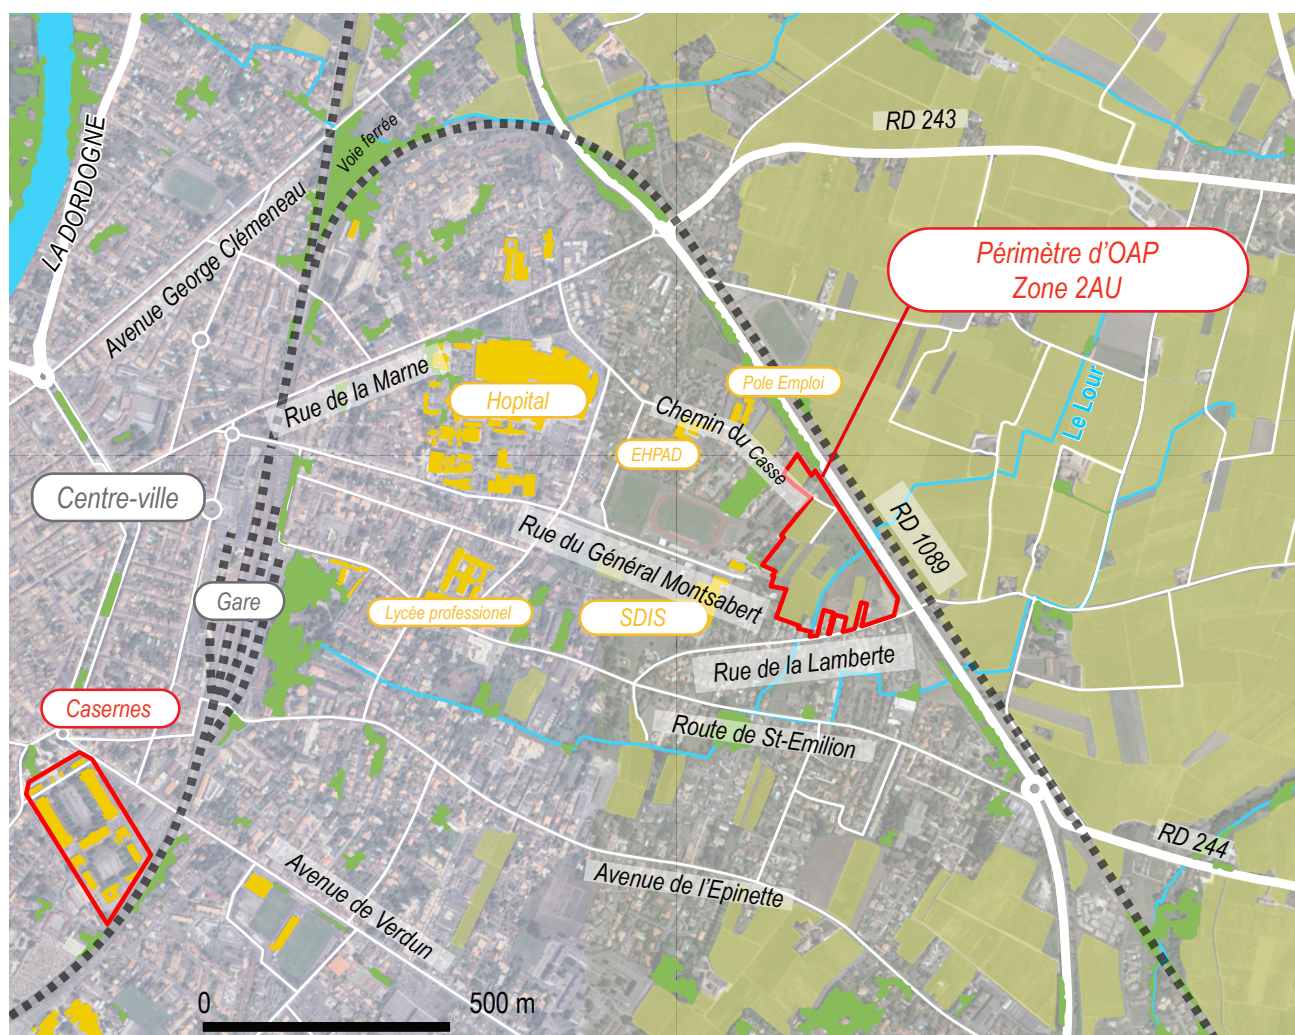 RD 243
Voie ferrée
LA DORDOGNE
Avenue George Clémeneau
Périmètre d'OAP
Zone 2AU
Rue de la Marne
Hopital
Pole Emploi
Le Lour
Chemin du Casse
EHPAD
Centre-ville
RD 1089
Rue du Général Montsabert
Gare
Lycée professionel
SDIS
Rue de la Lamberte
Casernes
Route de St-Emilion
RD 244
Avenue de l'Epinette
Avenue de Verdun
0 500 m